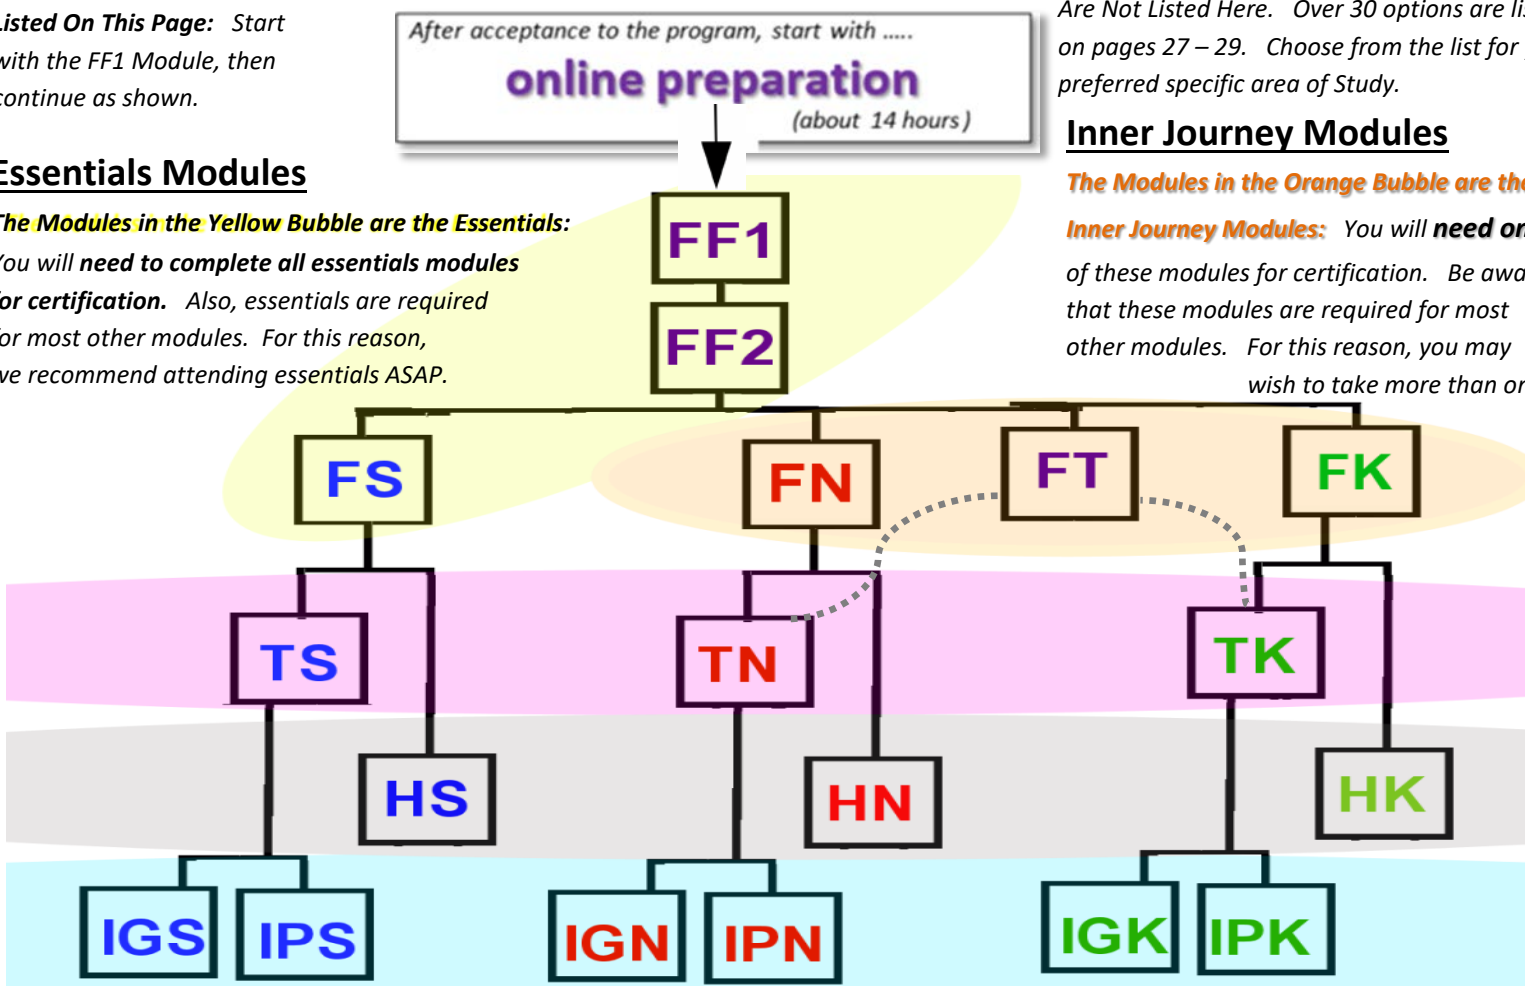 Listed On This Page: Start
with the FF1 Module, then
continue as shown.
After acceptance to the program, start with .....
online preparation
(about 14 hours)
Are Not Listed Here. Over 30 options are
on pages 27 – 29. Choose from the list for
preferred specific area of Study.
Essentials Modules
The Modules in the Yellow Bubble are the Essentials:
You will need to complete all essentials modules
for certification. Also, essentials are required
for most other modules. For this reason,
we recommend attending essentials ASAP.
Inner Journey Modules
The Modules in the Orange Bubble are the
Inner Journey Modules: You will need
of these modules for certification. Be
that these modules are required for most
other modules. For this reason, you may
wish to take more than
FF1
FF2
FS
FN
FT
FK
TS
TN
TK
HS
HN
HK
IGS
IPS
IGN
IPN
IGK
IPK